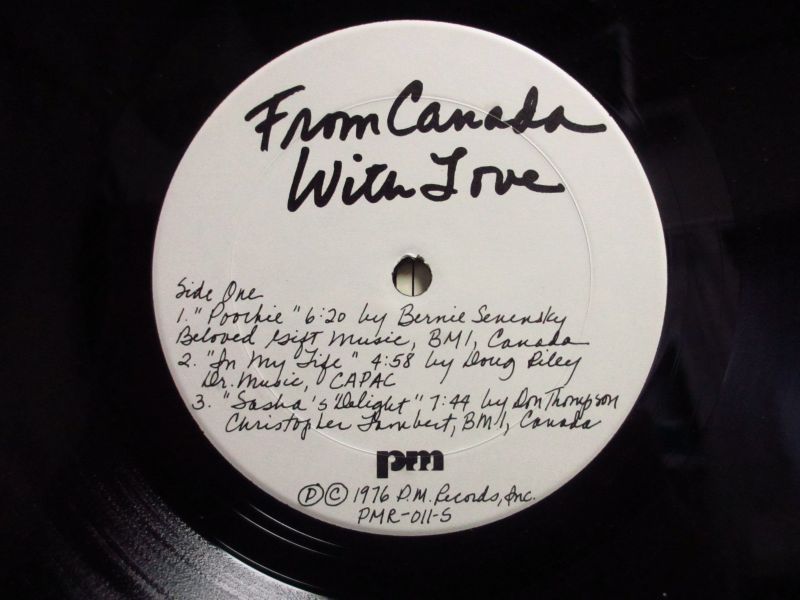 From Canada
With Love
Side One
1. "Poochie" 6:20 by Bernie Senensky
Beloved Gift Music, BMI, Canada
2. "In My Life" 4:58 by Doug Riley
Dr. Music, CAPAC
3. "Sasha's Delight" 7:44 by Don Thompson
Christopher Lambert, BMI, Canada
pm
Ⓟ © 1976 P.M. Records, Inc.
PMR-011-S